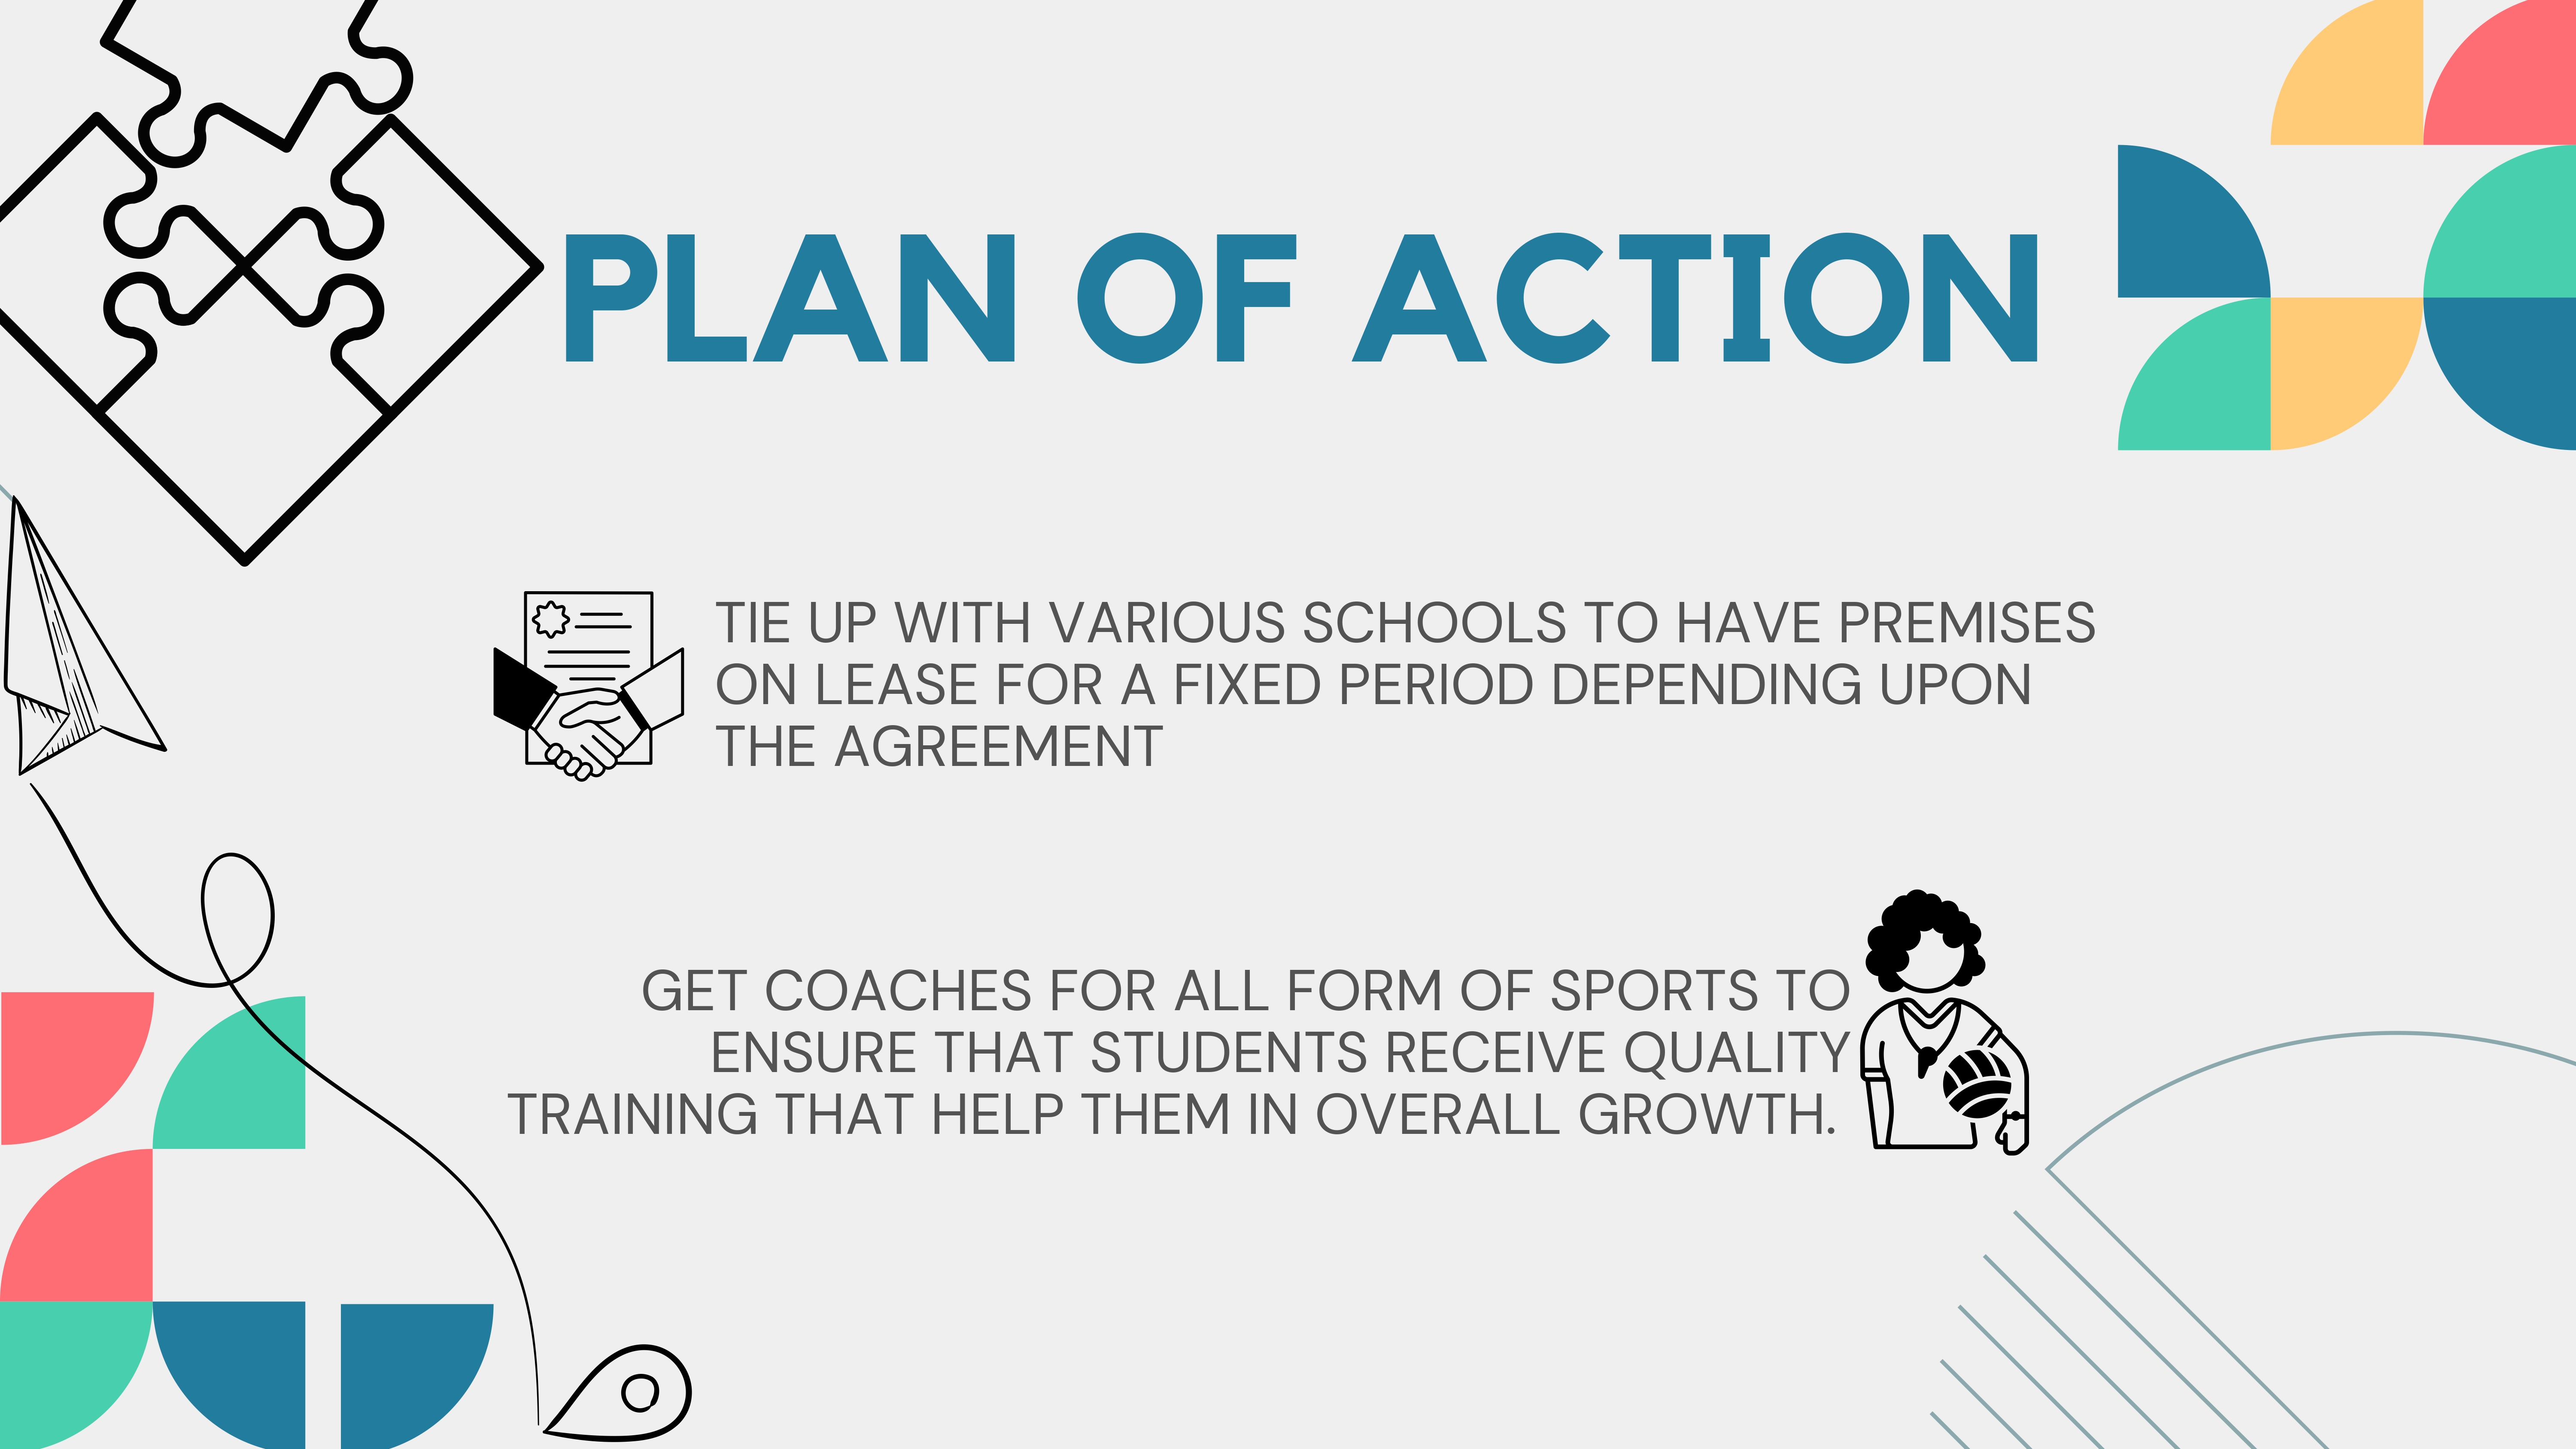 PLAN OF ACTION
TIE UP WITH VARIOUS SCHOOLS TO HAVE PREMISES
ON LEASE FOR A FIXED PERIOD DEPENDING UPON
THE AGREEMENT
GET COACHES FOR ALL FORM OF SPORTS TO
ENSURE THAT STUDENTS RECEIVE QUALITY
TRAINING THAT HELP THEM IN OVERALL GROWTH.